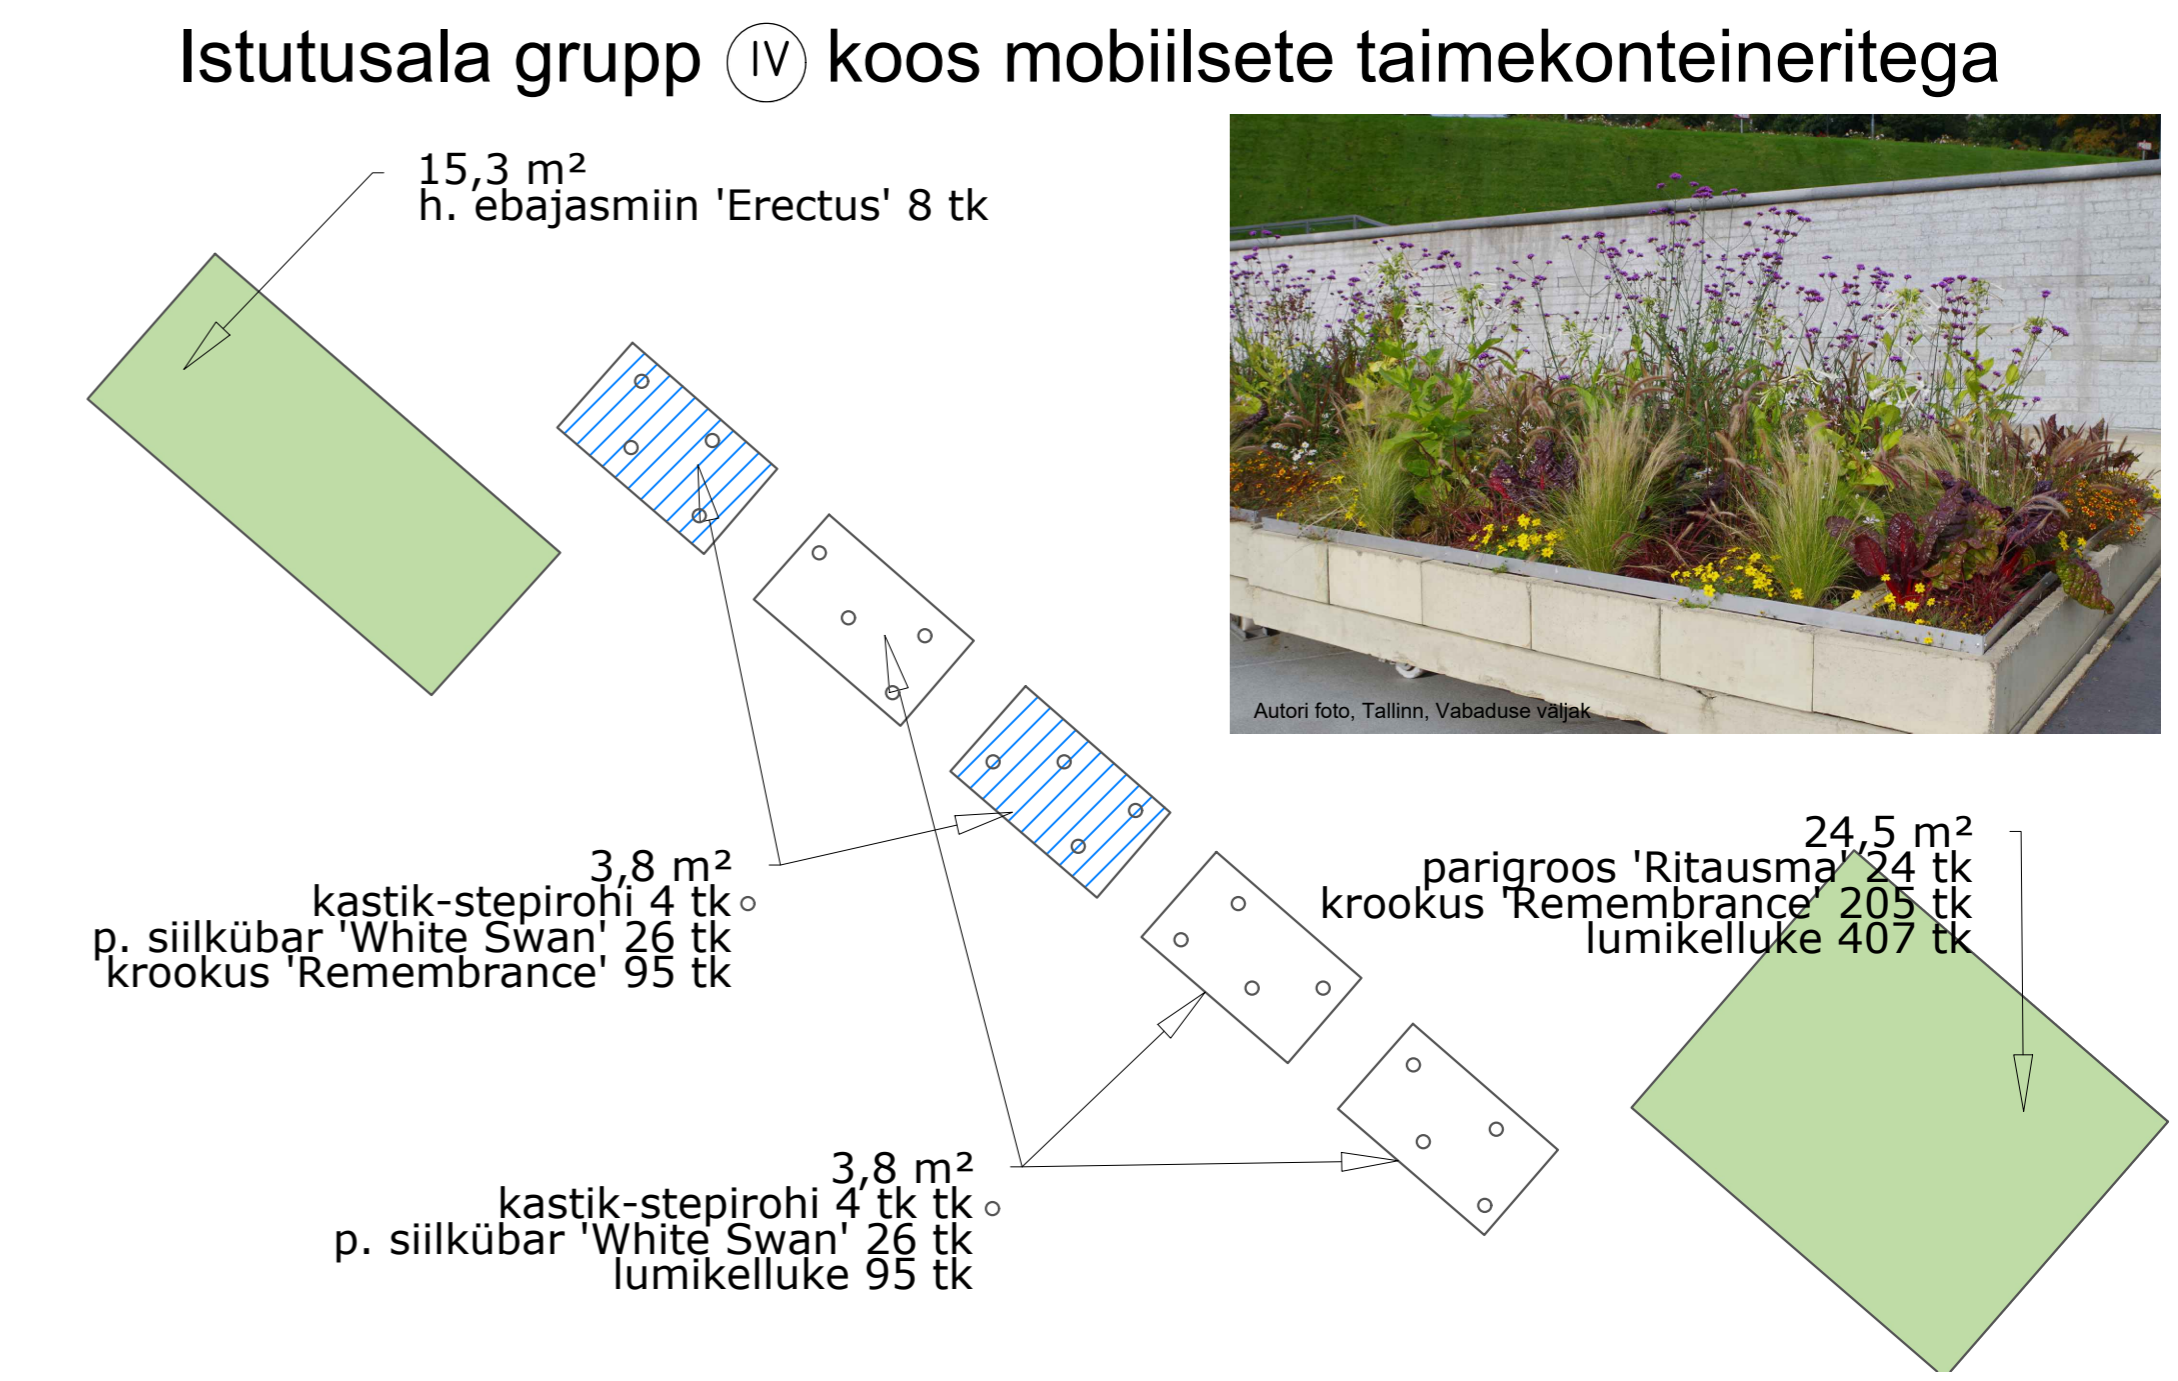 Istutusala grupp IV koos mobiilsete taimekonteineritega
15,3 m²
h. ebajasmiin 'Erectus' 8 tk
Autori foto, Tallinn, Vabaduse väljak
3,8 m²
kastik-stepirohi 4 tk
p. siilkübar 'White Swan' 26 tk
krookus 'Remembrance' 95 tk
24,5 m²
parigroos 'Ritausma' 24 tk
krookus 'Remembrance' 205 tk
lumikelluke 407 tk
3,8 m²
kastik-stepirohi 4 tk tk
p. siilkübar 'White Swan' 26 tk
lumikelluke 95 tk